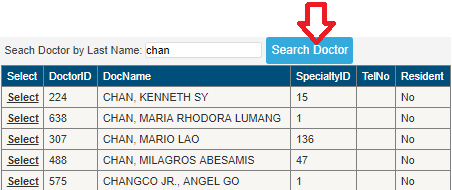 Seach Doctor by Last Name: chan Search Doctor
Select DoctorID DocName SpecialtyID TelNo Resident
Select 224 CHAN, KENNETH SY 15 No
Select 638 CHAN, MARIA RHODORA LUMANG 1 No
Select 307 CHAN, MARIO LAO 136 No
Select 488 CHAN, MILAGROS ABESAMIS 47 No
Select 575 CHANGCO JR., ANGEL GO 1 No